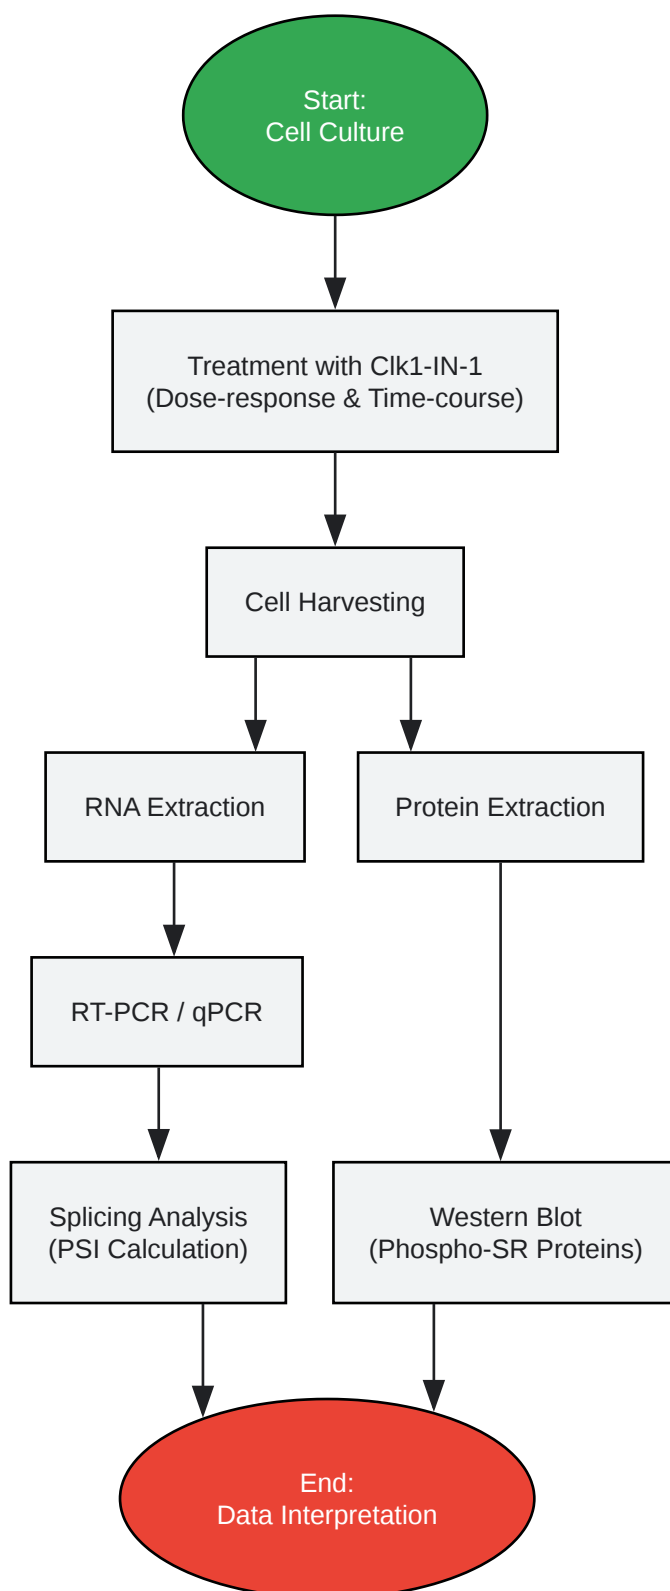 Start:
Cell Culture
Treatment with Clk1-IN-1
(Dose-response & Time-course)
Cell Harvesting
RNA Extraction
Protein Extraction
RT-PCR / qPCR
Splicing Analysis
(PSI Calculation)
Western Blot
(Phospho-SR Proteins)
End:
Data Interpretation